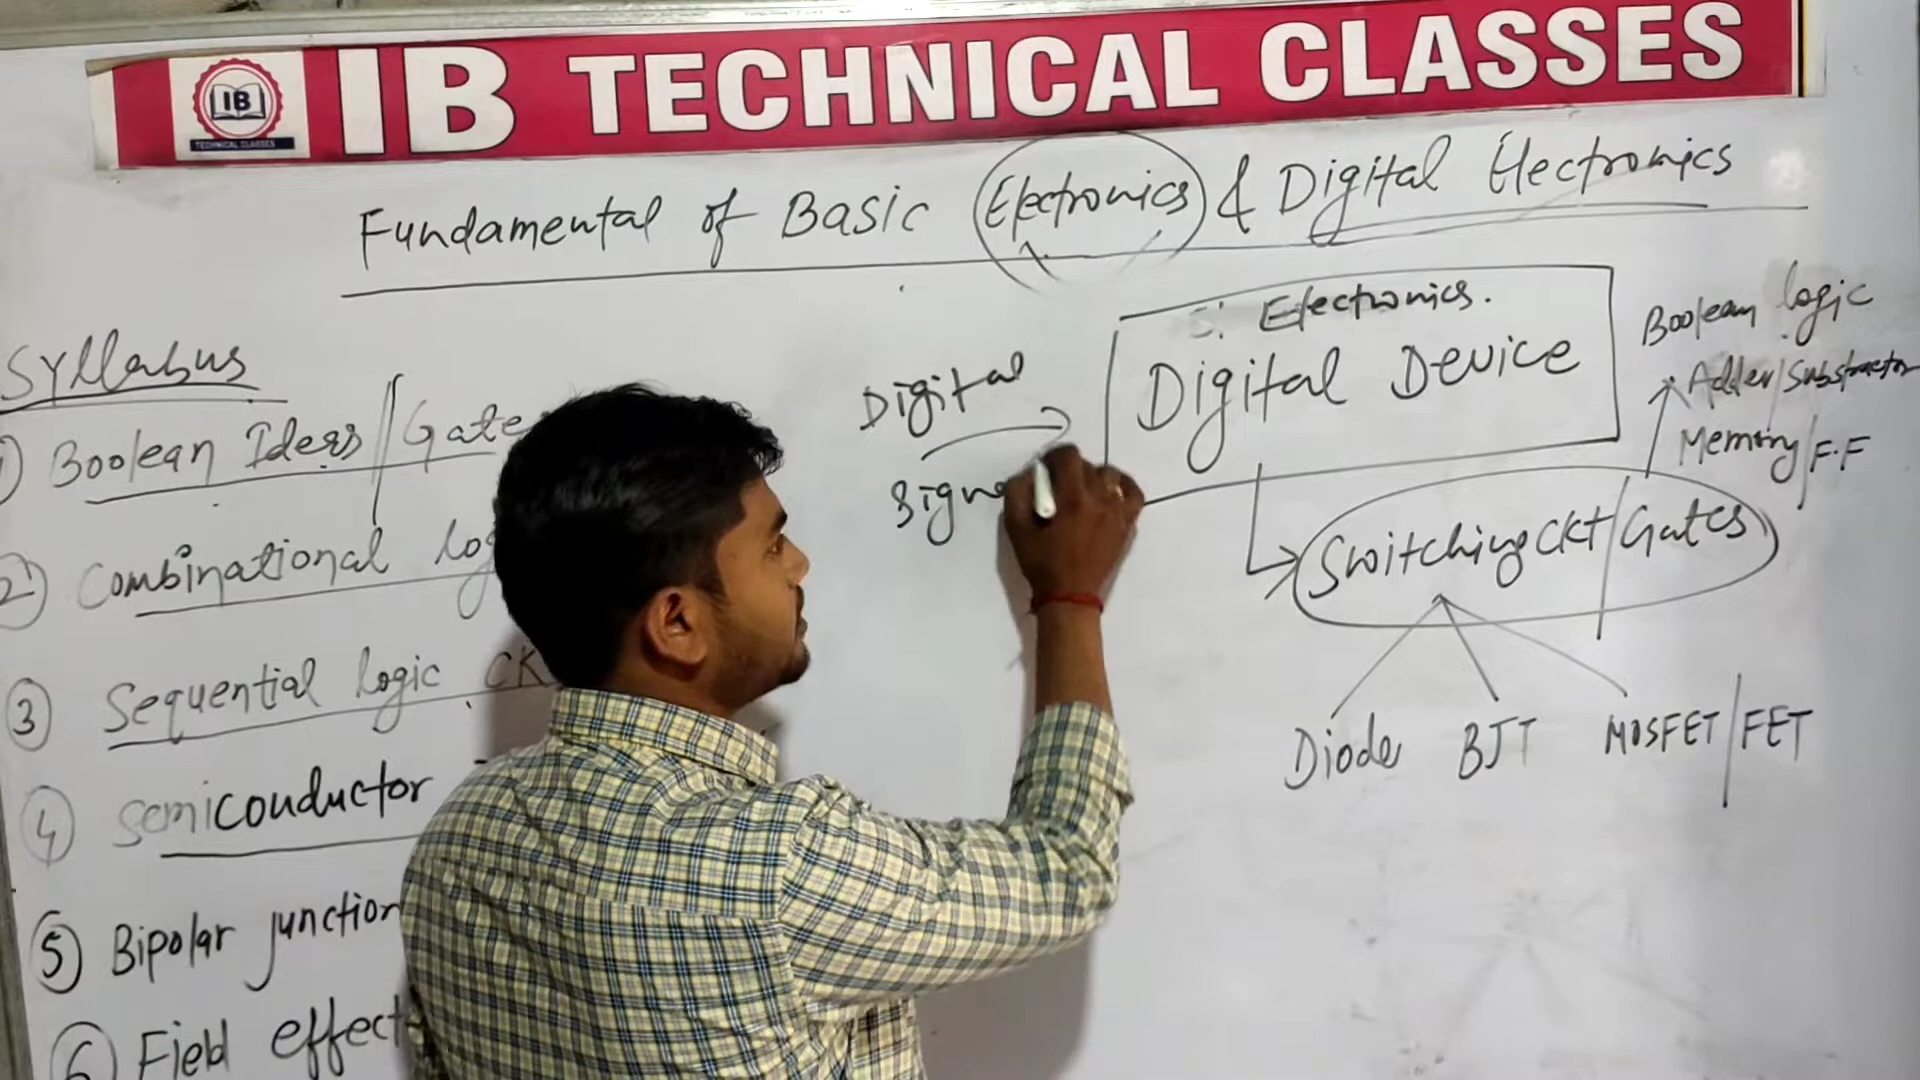 IB TECHNICAL CLASSES
IB
TECHNICAL CLASSES
Fundamental of Basic Electronics & Digital Electronics
Syllabus
1) Boolean Ideas / Gate
2) Combinational log
3 Sequential logic CK
4 Semiconductor
5 Bipolar junction
6 Field effect
Digital
Sign
Electronics.
Digital Device
Boolean logic
Adder/Substractor
Memory/F.F
Switching CKT/Gates
Diode BJT MOSFET/FET